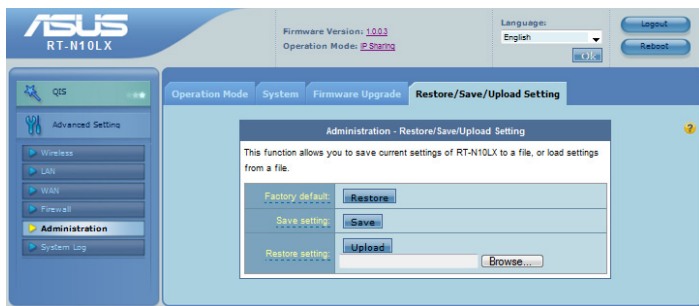 ASUS
RT-N10LX
Firmware Version: 1.0.0.3
Operation Mode: IP Sharing
Language:
English
Ok
Logout
Reboot
QIS
Advanced Setting
Wireless
LAN
WAN
Firewall
Administration
System Log
Operation Mode
System
Firmware Upgrade
Restore/Save/Upload Setting
Administration - Restore/Save/Upload Setting
This function allows you to save current settings of RT-N10LX to a file, or load settings
from a file.
Factory default:
Restore
Save setting:
Save
Restore setting:
Upload
Browse...
?